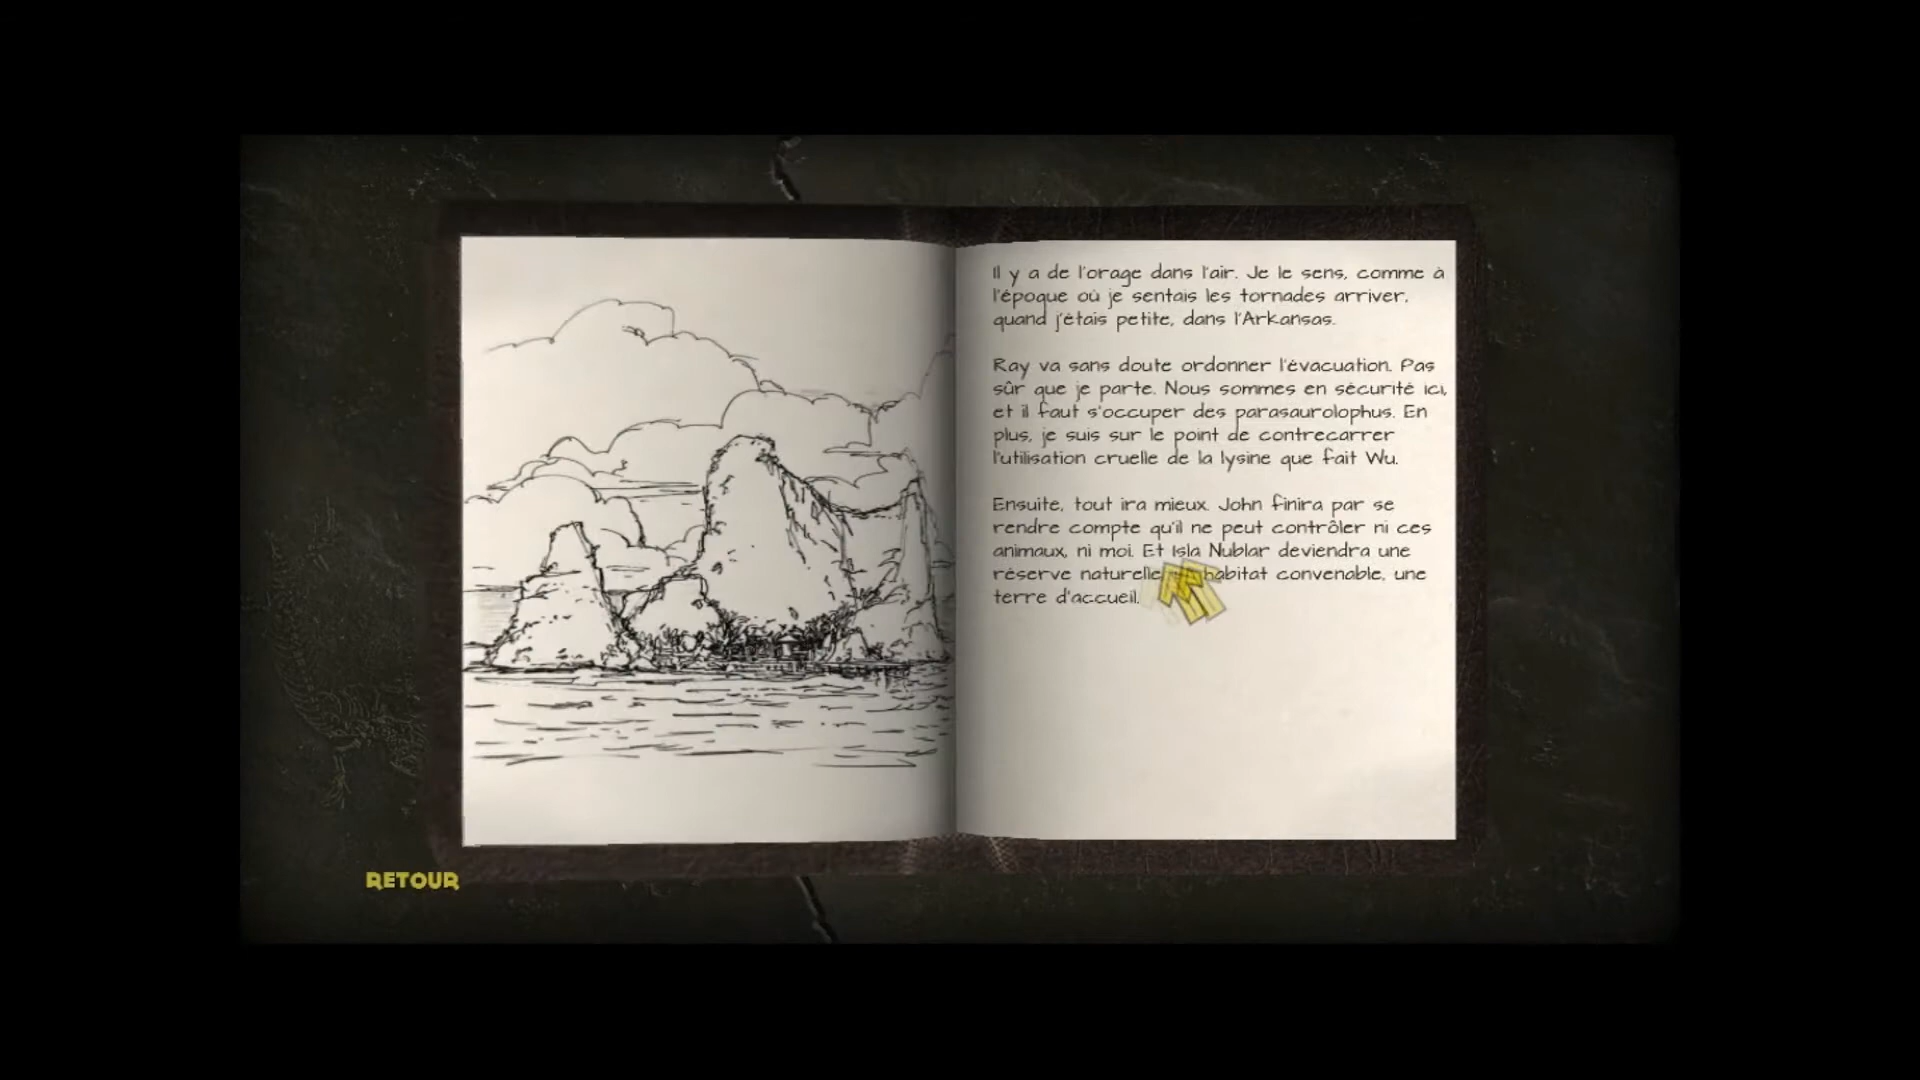 Il y a de l'orage dans l'air. Je le sens, comme à
l'époque où je sentais les tornades arriver,
quand j'étais petite, dans l'Arkansas.
Ray va sans doute ordonner l'évacuation. Pas
sûr que je parte. Nous sommes en sécurité ici,
et il faut s'occuper des parasaurolophus. En
plus, je suis sur le point de contrecarrer
l'utilisation cruelle de la lysine que fait Wu.
Ensuite, tout ira mieux. John finira par se
rendre compte qu'il ne peut contrôler ni ces
animaux, ni moi. Et Isla Nublar deviendra une
réserve naturelle habitat convenable, une
terre d'accueil.
RETOUR